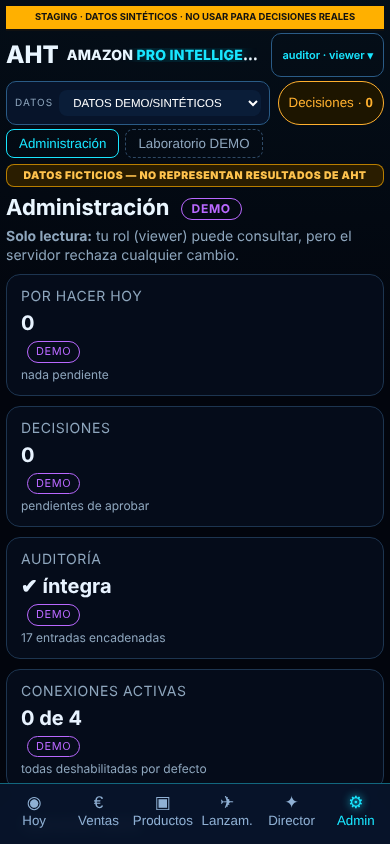 STAGING · DATOS SINTÉTICOS · NO USAR PARA DECISIONES REALES
AHT AMAZON PRO INTELLIGE...
auditor · viewer ▾
DATOS DATOS DEMO/SINTÉTICOS
Decisiones · 0
Administración
Laboratorio DEMO
DATOS FICTICIOS — NO REPRESENTAN RESULTADOS DE AHT
Administración DEMO
Solo lectura: tu rol (viewer) puede consultar, pero el
servidor rechaza cualquier cambio.
POR HACER HOY
0
DEMO
nada pendiente
DECISIONES
0
DEMO
pendientes de aprobar
AUDITORÍA
✔ íntegra
DEMO
17 entradas encadenadas
CONEXIONES ACTIVAS
0 de 4
DEMO
todas deshabilitadas por defecto
◉ € ▣ ✈ ✦ ⚙
Hoy Ventas Productos Lanzam. Director Admin